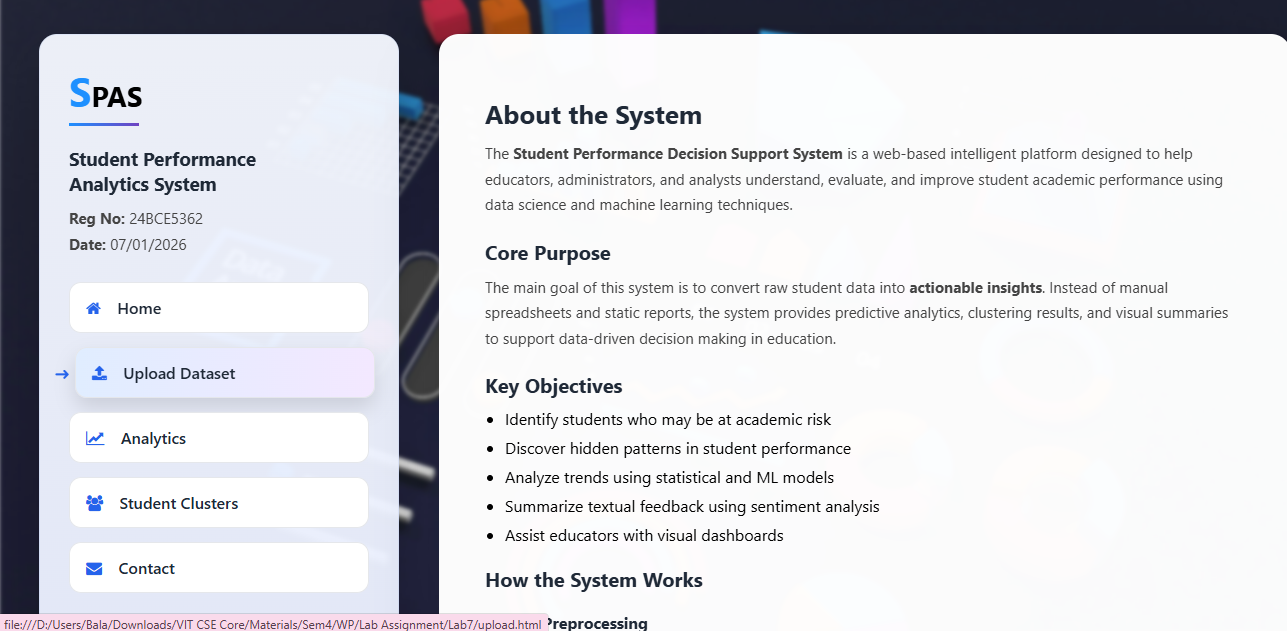 SPAS
Student Performance
Analytics System
Reg No: 24BCE5362
Date: 07/01/2026
Home
Upload Dataset
Analytics
Student Clusters
Contact
About the System
The Student Performance Decision Support System is a web-based intelligent platform designed to help
educators, administrators, and analysts understand, evaluate, and improve student academic performance using
data science and machine learning techniques.
Core Purpose
The main goal of this system is to convert raw student data into actionable insights. Instead of manual
spreadsheets and static reports, the system provides predictive analytics, clustering results, and visual summaries
to support data-driven decision making in education.
Key Objectives
Identify students who may be at academic risk
Discover hidden patterns in student performance
Analyze trends using statistical and ML models
Summarize textual feedback using sentiment analysis
Assist educators with visual dashboards
How the System Works
Preprocessing
file:///D:/Users/Bala/Downloads/VIT CSE Core/Materials/Sem4/WP/Lab Assignment/Lab7/upload.html